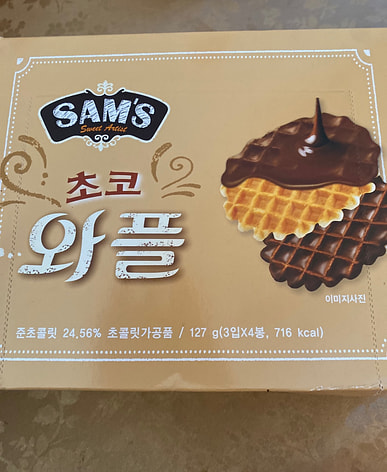 SAM'S
Sweet Artist
초코
와플
이미지사진
준초콜릿 24,56% 초콜릿가공품 / 127 g(3입X4봉, 716 kcal)